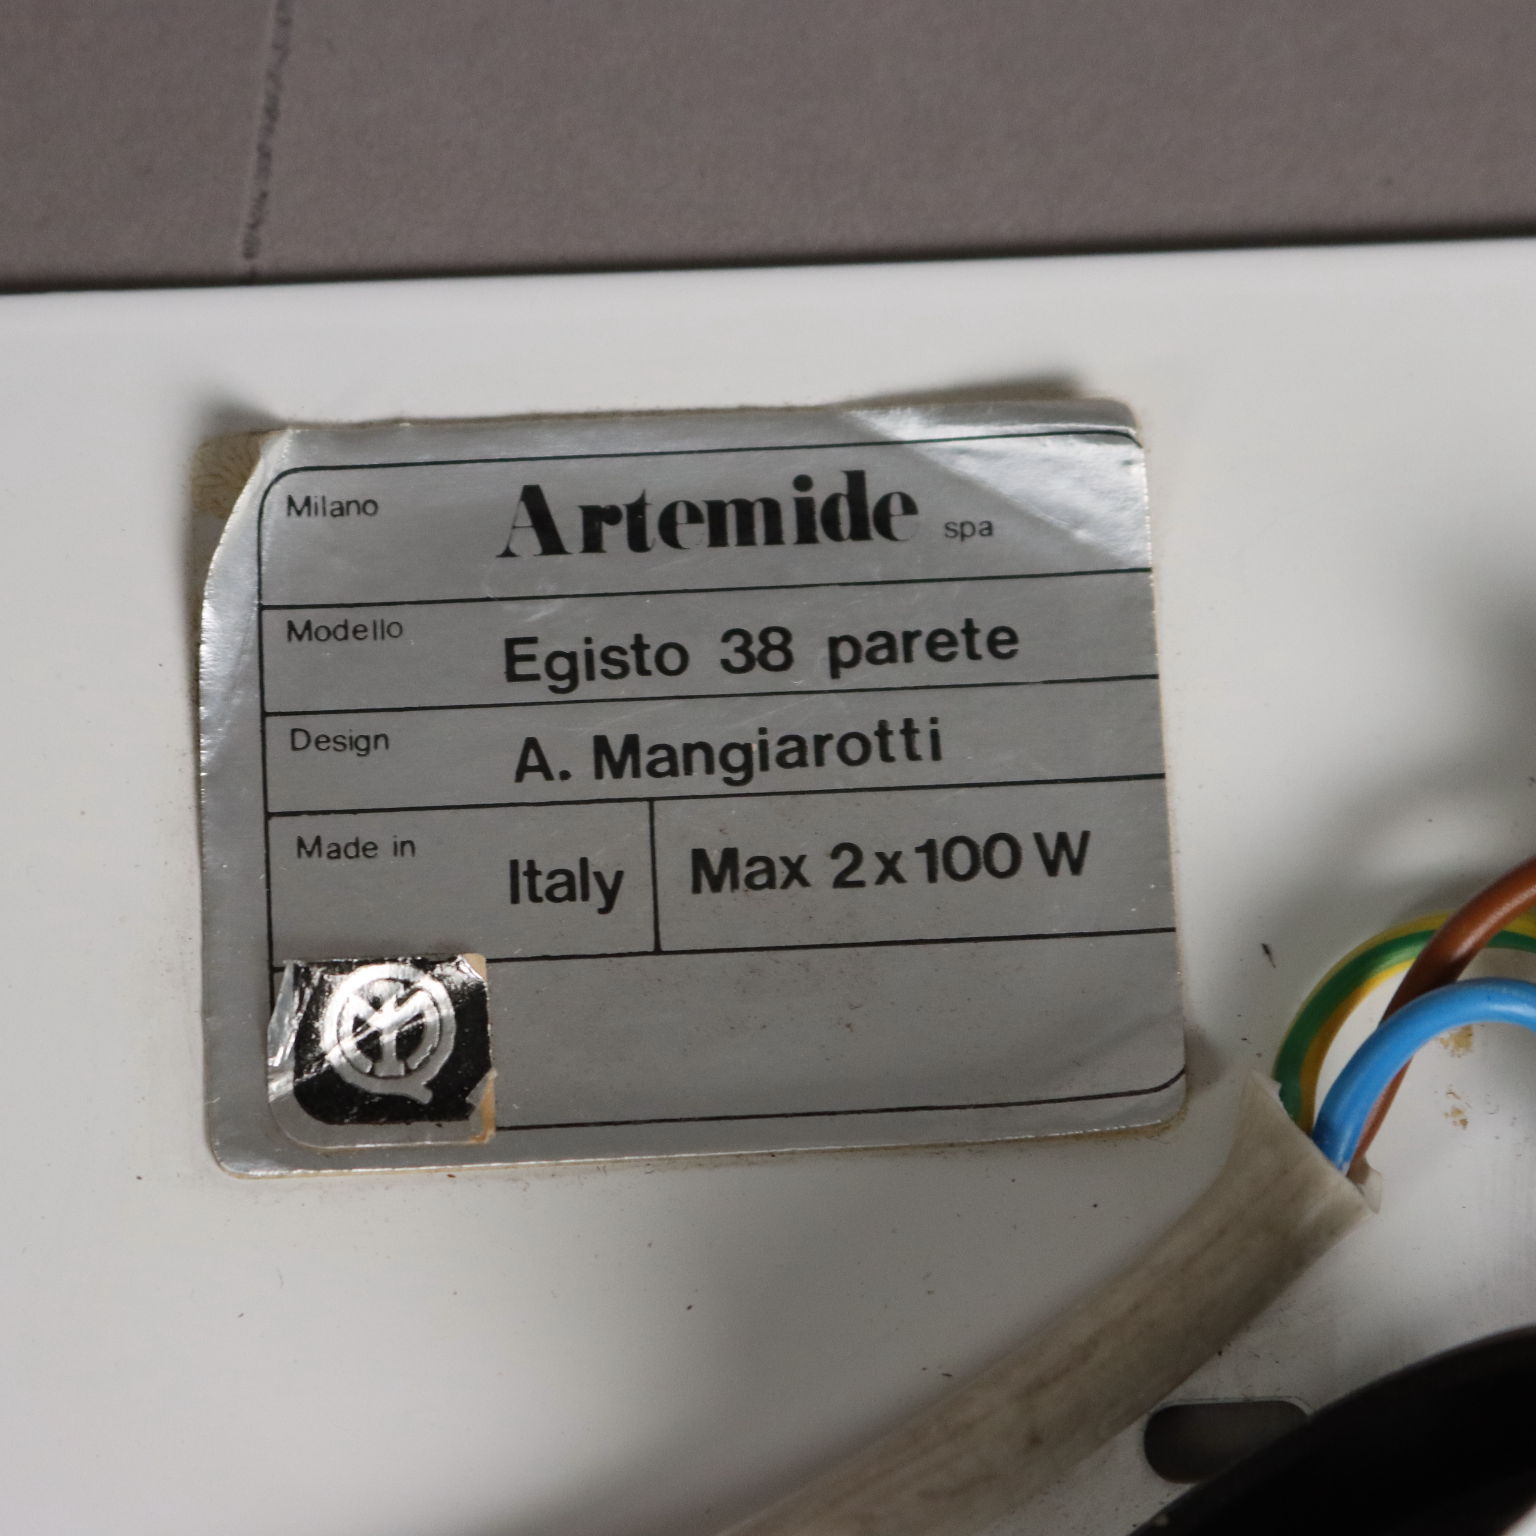 Milano Artemide spa
Modello Egisto 38 parete
Design A. Mangiarotti
Made in Italy Max 2x100 W